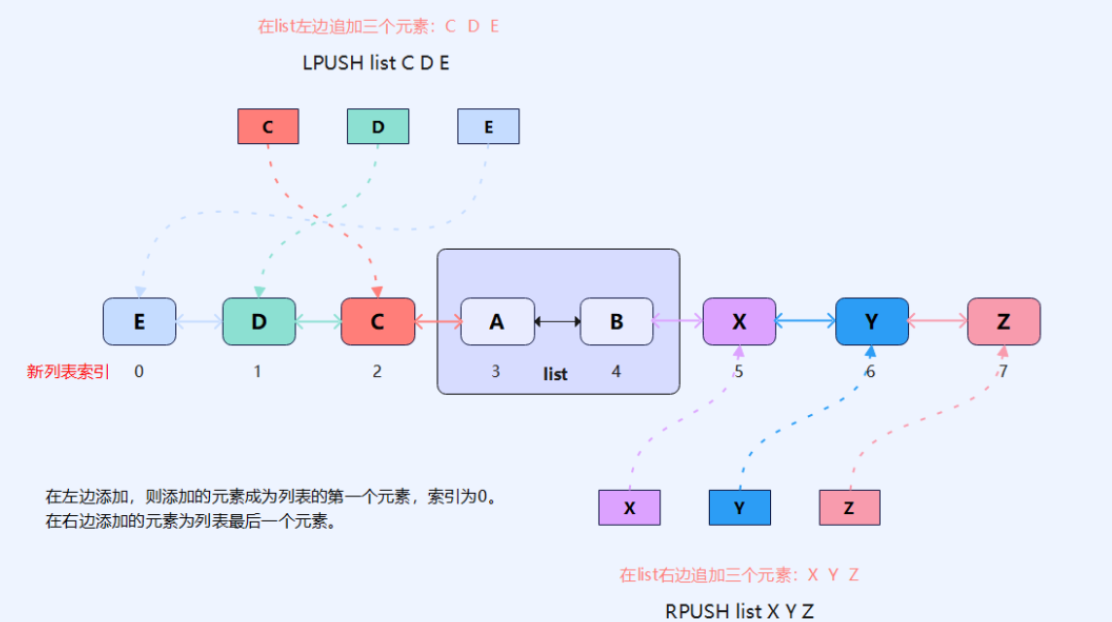 在list左边追加三个元素：C D E
LPUSH list C D E
C D E
E D C A B X Y Z
新列表索引 0 1 2 3 list 4 5 6 7
在左边添加，则添加的元素成为列表的第一个元素，索引为0。
在右边添加的元素为列表最后一个元素。
X Y Z
在list右边追加三个元素：X Y Z
RPUSH list X Y Z